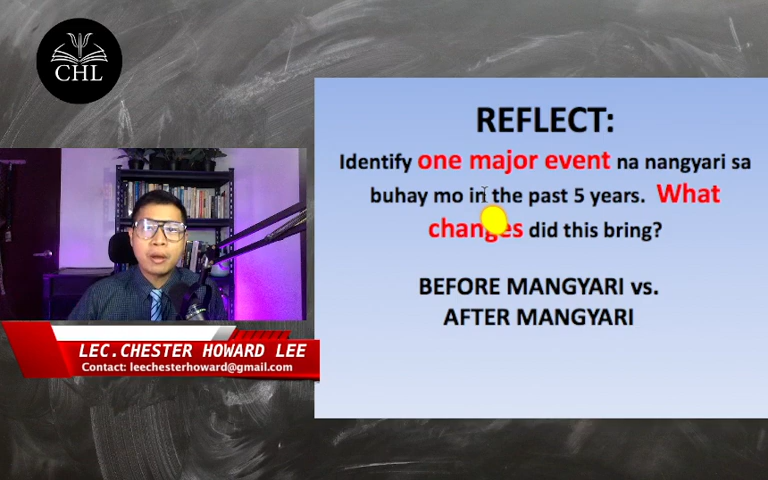 CHL
REFLECT:
Identify one major event na nangyari sa
buhay mo in the past 5 years. What
changes did this bring?
BEFORE MANGYARI vs.
AFTER MANGYARI
LEC.CHESTER HOWARD LEE
Contact: leechesterhoward@gmail.com